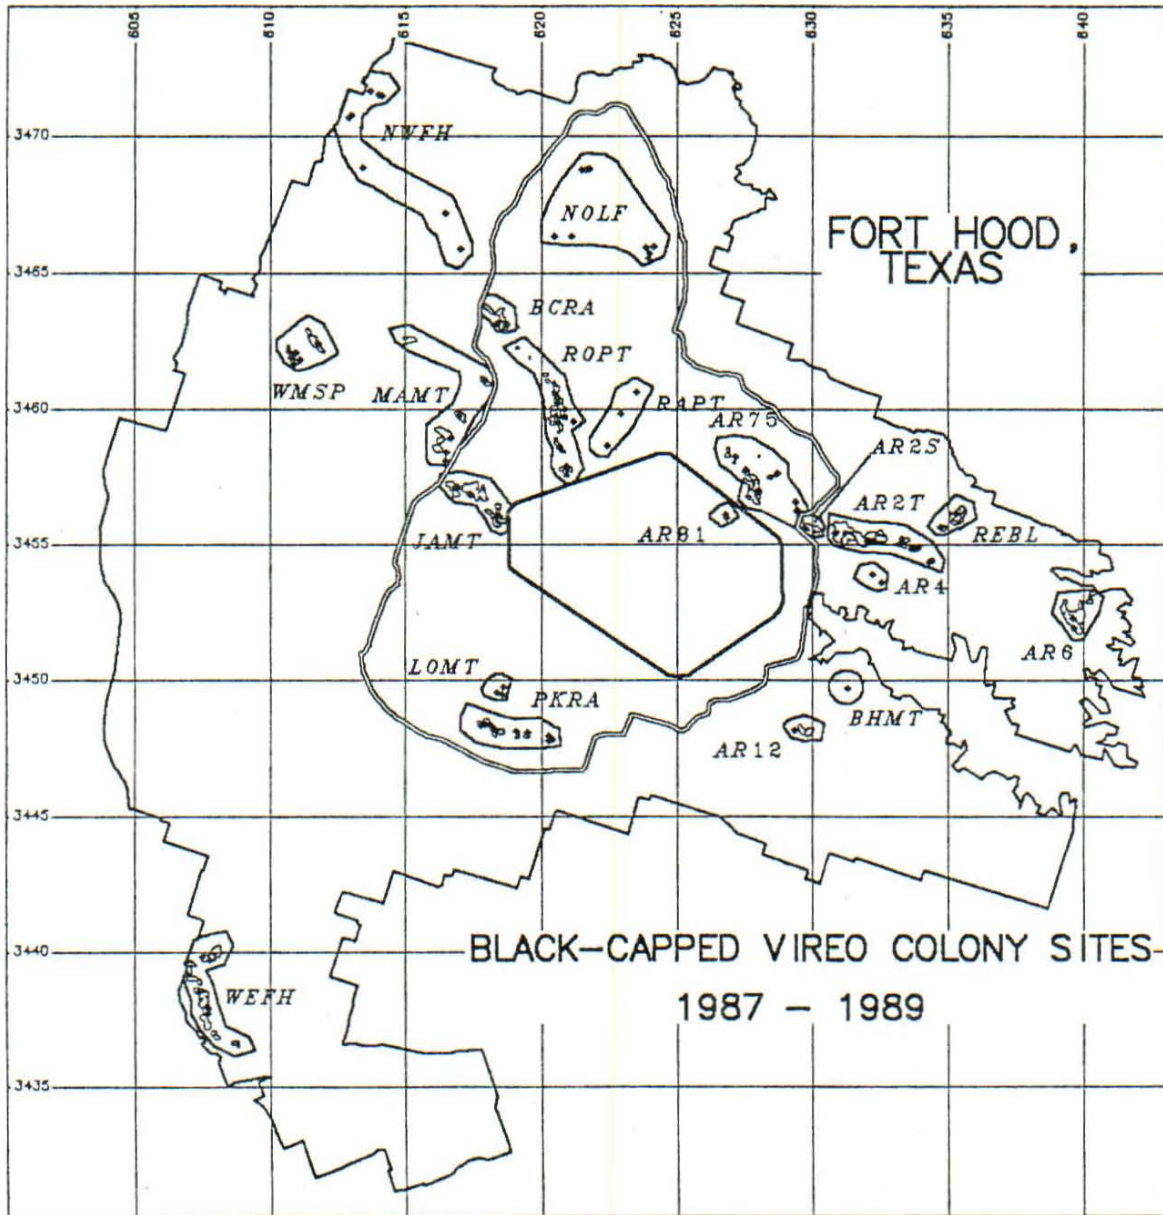 605 610 615 620 625 630 635 640
3470
NWFH
NOLF
FORT HOOD,
TEXAS
3465
BCRA
ROPT
WMSP
MAMT
RAPT
3460
AR75
AR2S
AR2T
JAMT
AR81
REBL
3455
AR4
LOMT
AR6
3450
PKRA
BHMT
AR12
3445
BLACK-CAPPED VIREO COLONY SITES
3440
1987 - 1989
WEFH
3435